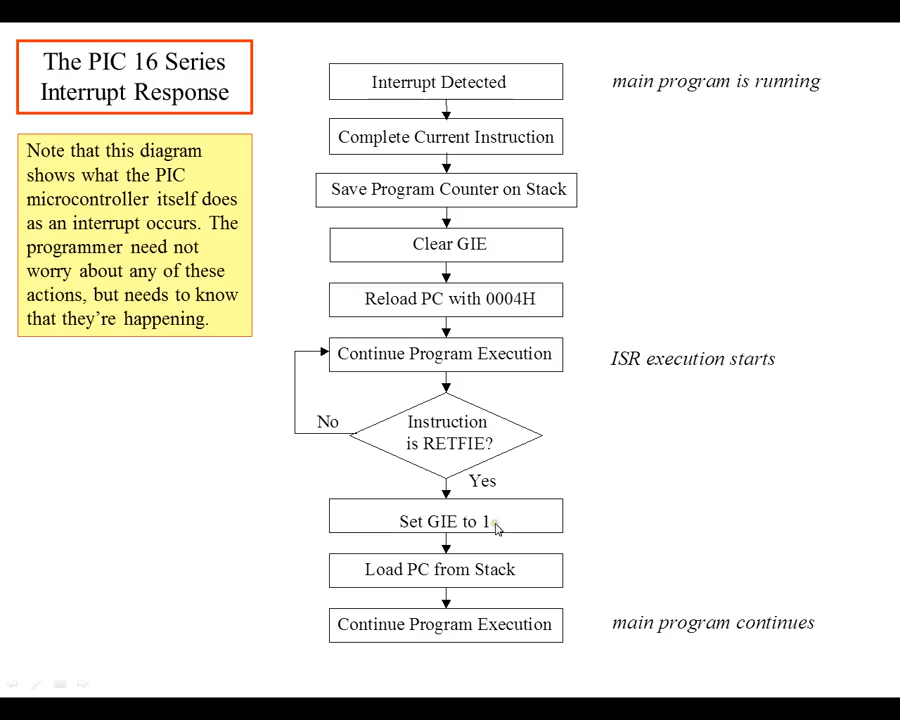 The PIC 16 Series
Interrupt Response
Note that this diagram
shows what the PIC
microcontroller itself does
as an interrupt occurs. The
programmer need not
worry about any of these
actions, but needs to know
that they’re happening.
Interrupt Detected
main program is running
Complete Current Instruction
Save Program Counter on Stack
Clear GIE
Reload PC with 0004H
Continue Program Execution
ISR execution starts
No
Instruction
is RETFIE?
Yes
Set GIE to 1
Load PC from Stack
Continue Program Execution
main program continues